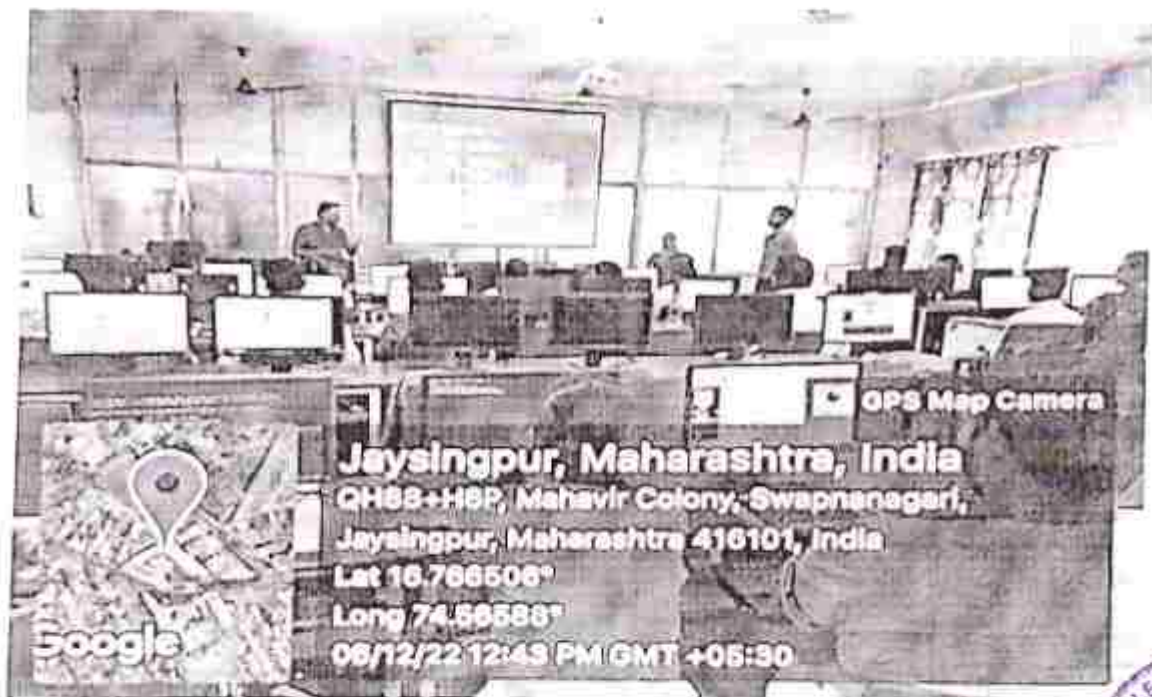 GPS Map Camera
Jaysingpur, Maharashtra, India
QH88+H6P, Mahavir Colony, Swapnanagari,
Jaysingpur, Maharashtra 416101, India
Lat 16.766506°
Long 74.56588°
06/12/22 12:43 PM GMT +05:30
Google